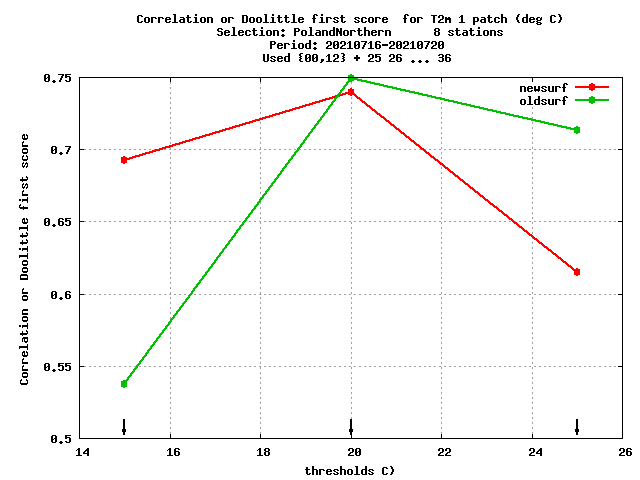 Correlation or Doolittle first score  for T2m 1 patch (deg C)
Selection: PolandNorthern      8 stations
Period: 20210716-20210720
Used {00,12} + 25 26 ... 36
newsurf
oldsurf
Correlation or Doolittle first score
0.75
0.7
0.65
0.6
0.55
0.5
14 16 18 20 22 24 26
thresholds C)